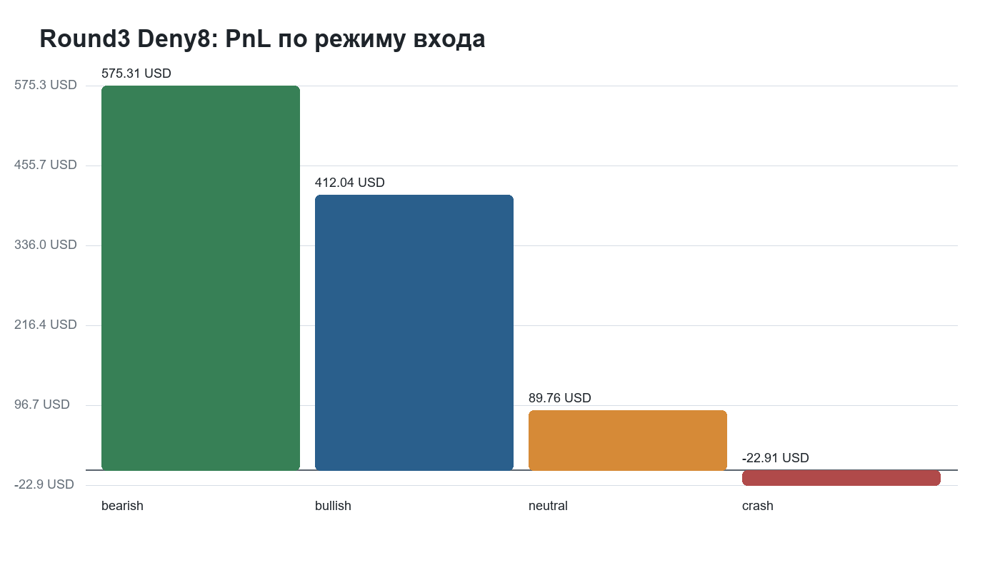 Round3 Deny8: PnL по режиму входа
575.31 USD
575.3 USD
455.7 USD
412.04 USD
336.0 USD
216.4 USD
89.76 USD
96.7 USD
-22.91 USD
-22.9 USD
bearish
bullish
neutral
crash